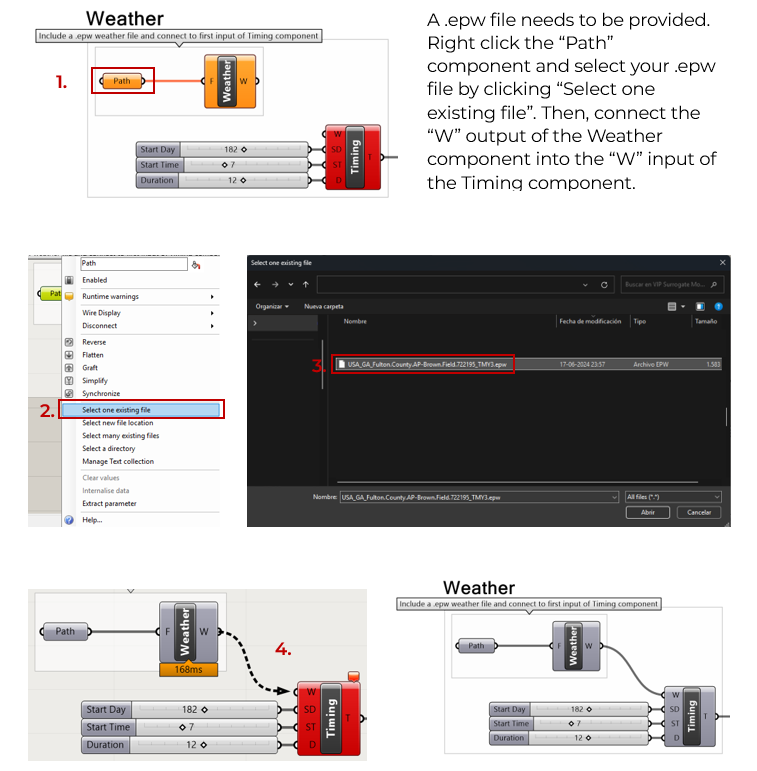 Weather
Include a .epw weather file and connect to first input of Timing component
1.
Path
F
Weather
W
W
Start Day
182
SD
Start Time
7
ST
Duration
12
D
Timing
T
A .epw file needs to be provided.
Right click the “Path”
component and select your .epw
file by clicking “Select one
existing file”. Then, connect the
“W” output of the Weather
component into the “W” input of
the Timing component.
Path
Enabled
Runtime warnings
Wire Display
Disconnect
Reverse
Flatten
Graft
Simplify
Synchronize
2.
Select one existing file
Select new file location
Select many existing files
Select a directory
Manage Text collection
Clear values
Internalise data
Extract parameter
Help...
Select one existing file
Buscar en VIP Surrogate Mo...
Organizar
Nueva carpeta
Nombre
Fecha de modificación
Tipo
Tamaño
3.
USA_GA_Fulton.County.AP-Brown.Field.722195_TMY3.epw
17-06-2024 23:57
Archivo EPW
1.583
Nombre:
USA_GA_Fulton.County.AP-Brown.Field.722195_TMY3.epw
All files (*.*)
Abrir
Cancelar
Path
F
Weather
W
168ms
4.
W
Start Day
182
SD
Start Time
7
ST
Duration
12
D
Timing
T
Weather
Include a .epw weather file and connect to first input of Timing component
Path
F
Weather
W
W
Start Day
182
SD
Start Time
7
ST
Duration
12
D
Timing
T